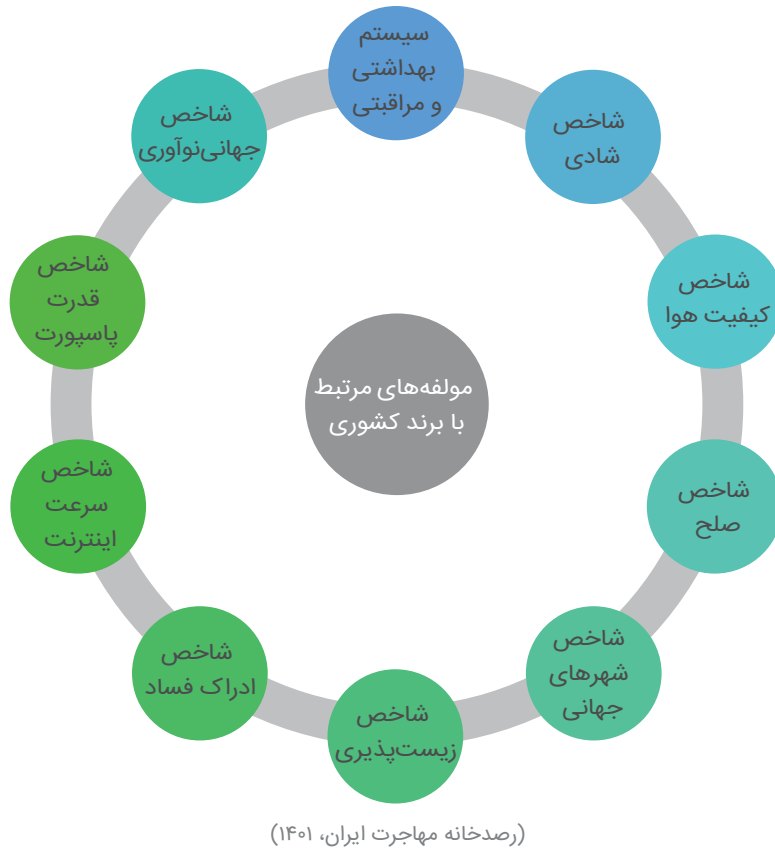 سیستم
بهداشتی
و مراقبتی
شاخص
شادی
شاخص
کیفیت هوا
شاخص
صلح
شاخص
شهرهای
جهانی
شاخص
زیست‌پذیری
شاخص
ادراک فساد
شاخص
سرعت
اینترنت
شاخص
قدرت
پاسپورت
شاخص
جهانی‌نوآوری
مولفه‌های مرتبط
با برند کشوری
(رصدخانه مهاجرت ایران، ۱۴۰۱)